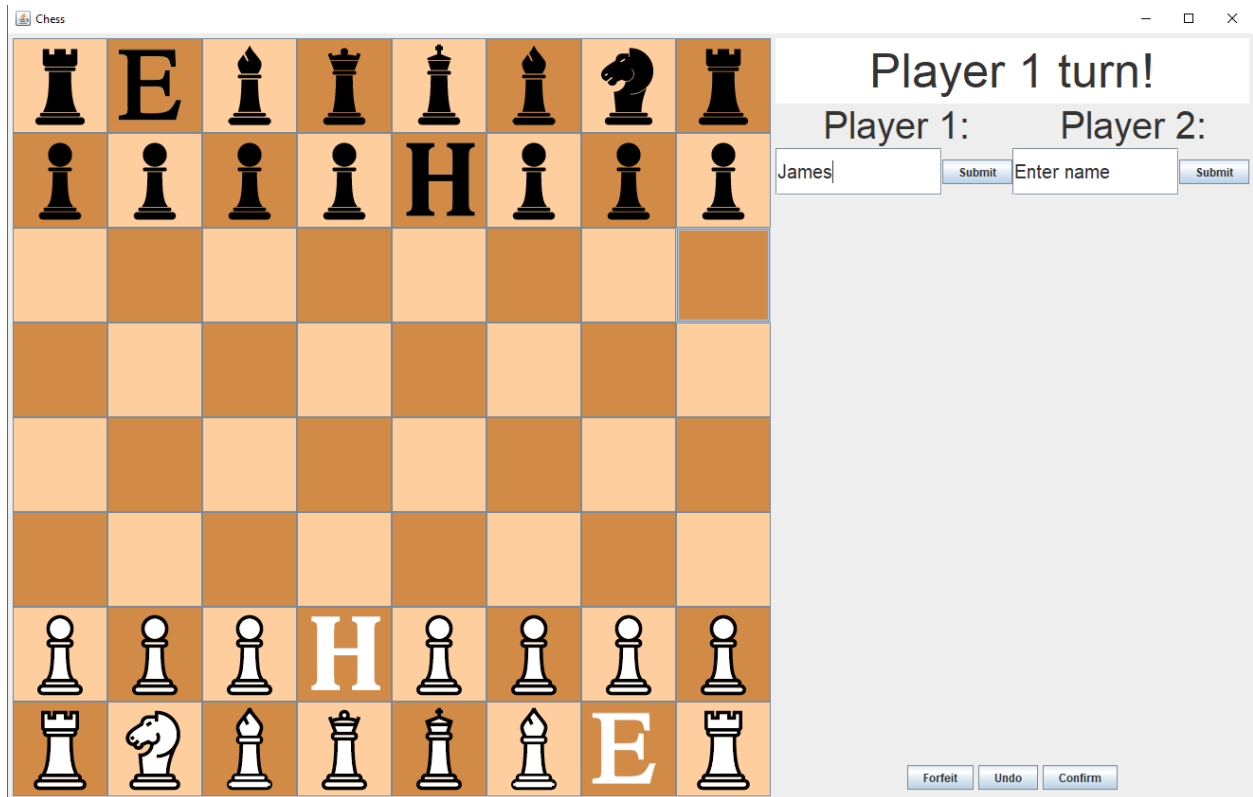 Chess
E
H
H
E
Player 1 turn!
Player 1: Player 2:
James Submit Enter name Submit
Forfeit Undo Confirm